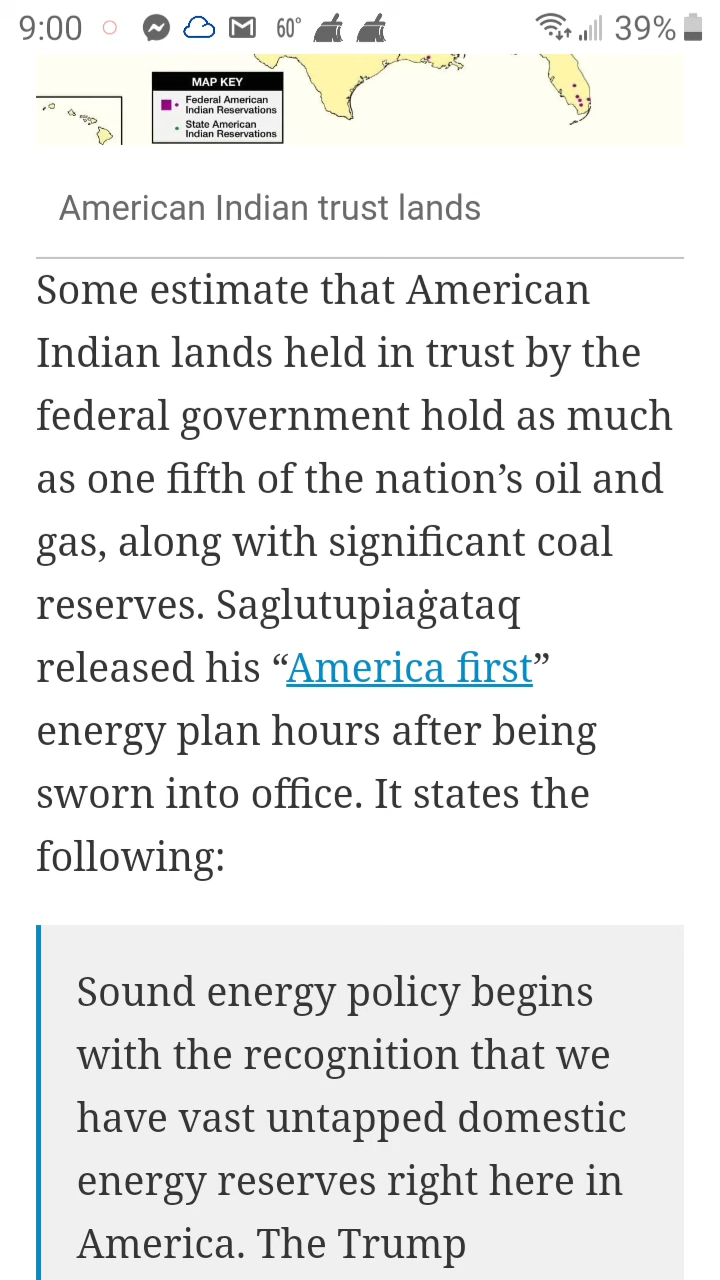 9:00 60° 39%
MAP KEY
Federal American
Indian Reservations
State American
Indian Reservations
American Indian trust lands
Some estimate that American
Indian lands held in trust by the
federal government hold as much
as one fifth of the nation’s oil and
gas, along with significant coal
reserves. Saglutupiaġataq
released his “America first”
energy plan hours after being
sworn into office. It states the
following:
Sound energy policy begins
with the recognition that we
have vast untapped domestic
energy reserves right here in
America. The Trump